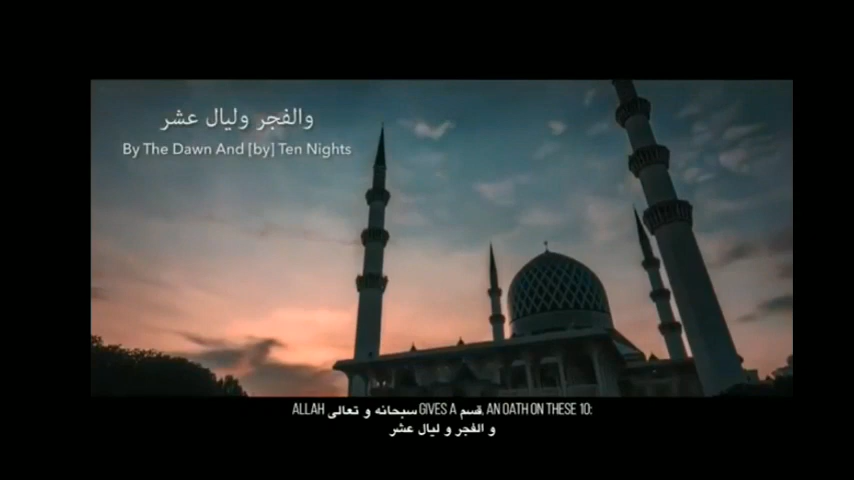 والفجر وليال عشر
By The Dawn And [by] Ten Nights
ALLAH سبحانه و تعالى GIVES A قسم, AN OATH ON THESE 10:
و الفجر و ليال عشر